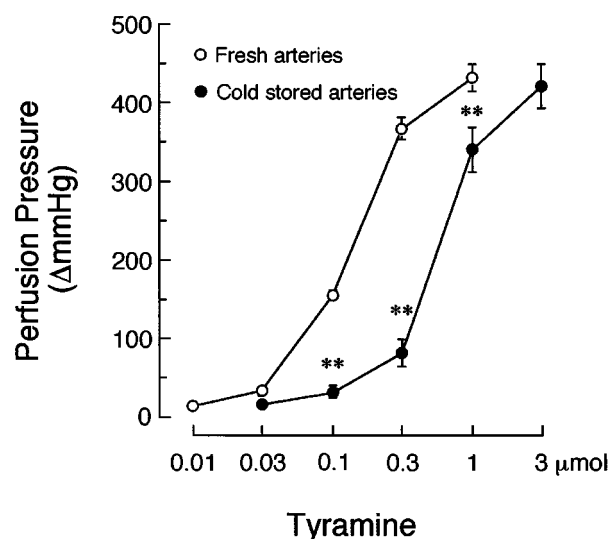 500
400
300
200
100
0
Perfusion Pressure
(ΔmmHg)
○ Fresh arteries
● Cold stored arteries
**
**
**
0.01 0.03 0.1 0.3 1 3 μmol
Tyramine